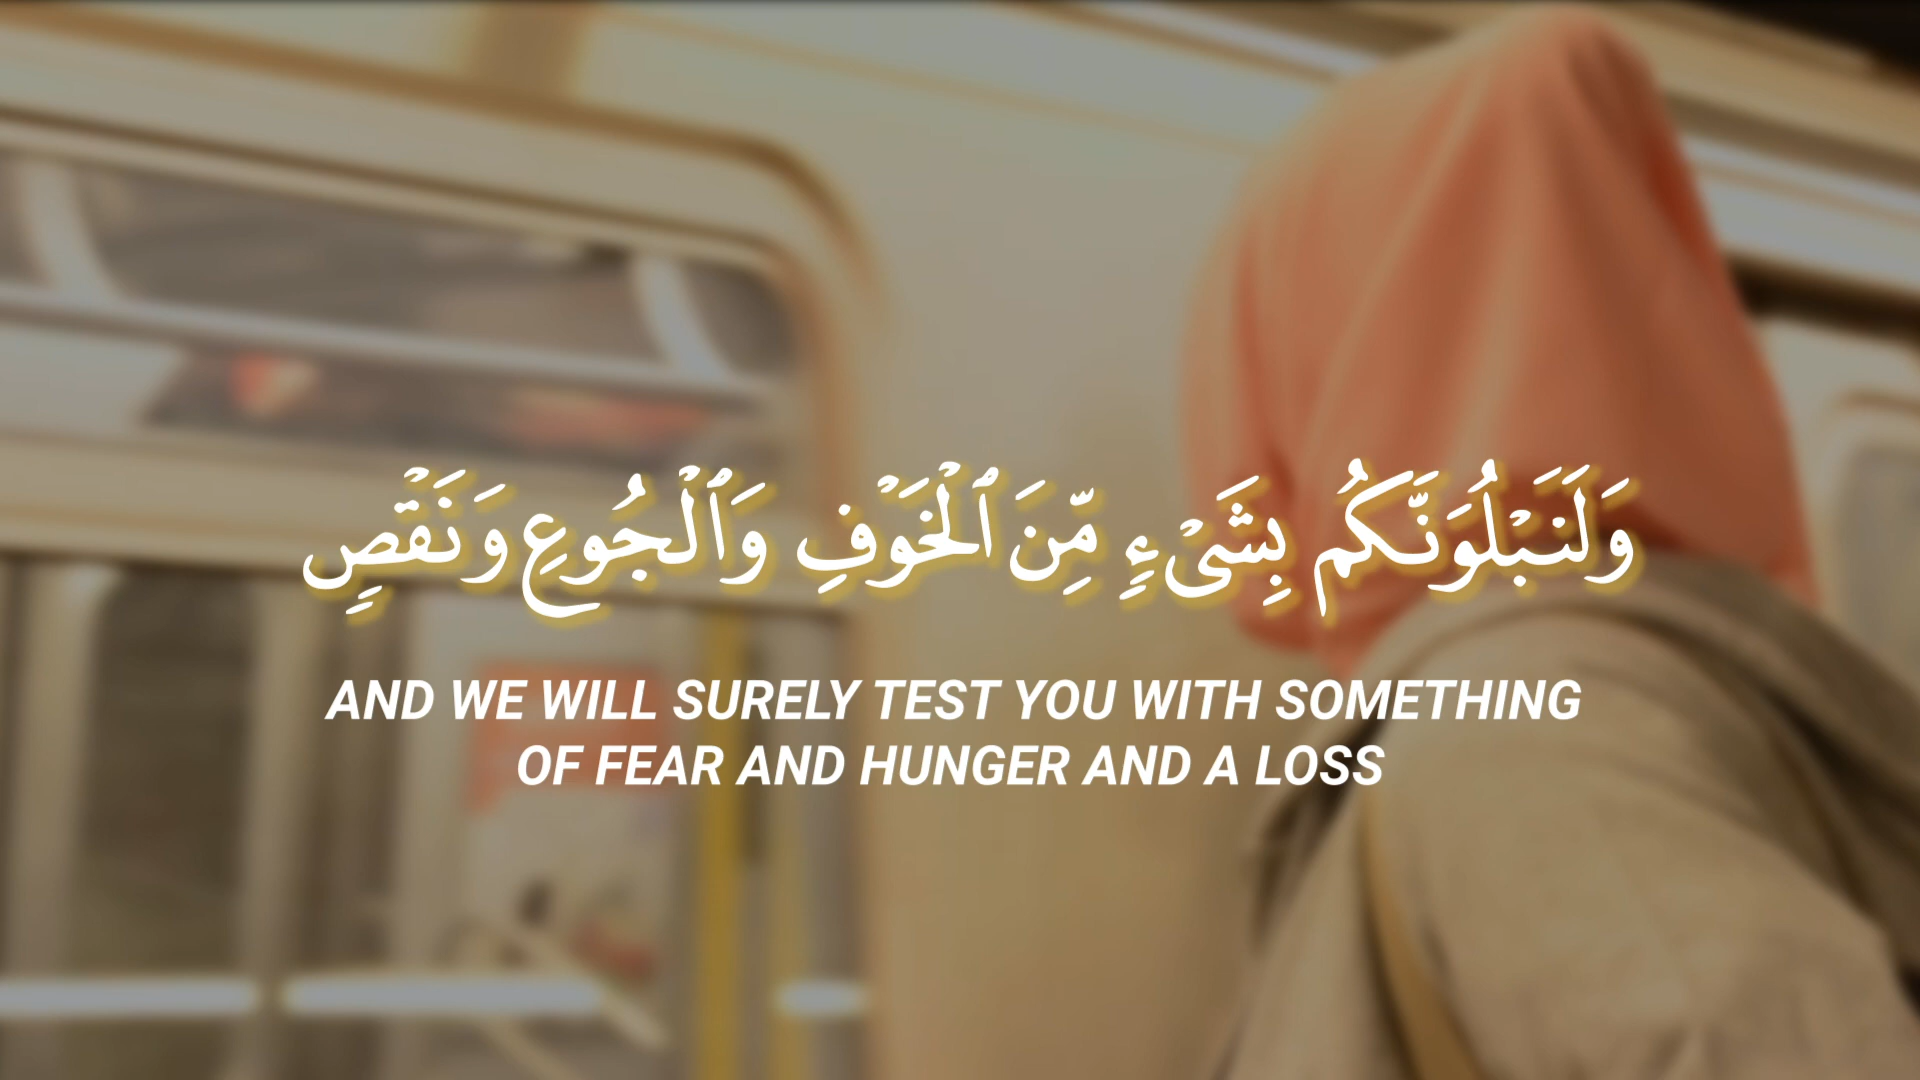 وَلَنَبْلُوَنَّكُم بِشَىْءٍ مِّنَ ٱلْخَوْفِ وَٱلْجُوعِ وَنَقْصٍ
AND WE WILL SURELY TEST YOU WITH SOMETHING
OF FEAR AND HUNGER AND A LOSS